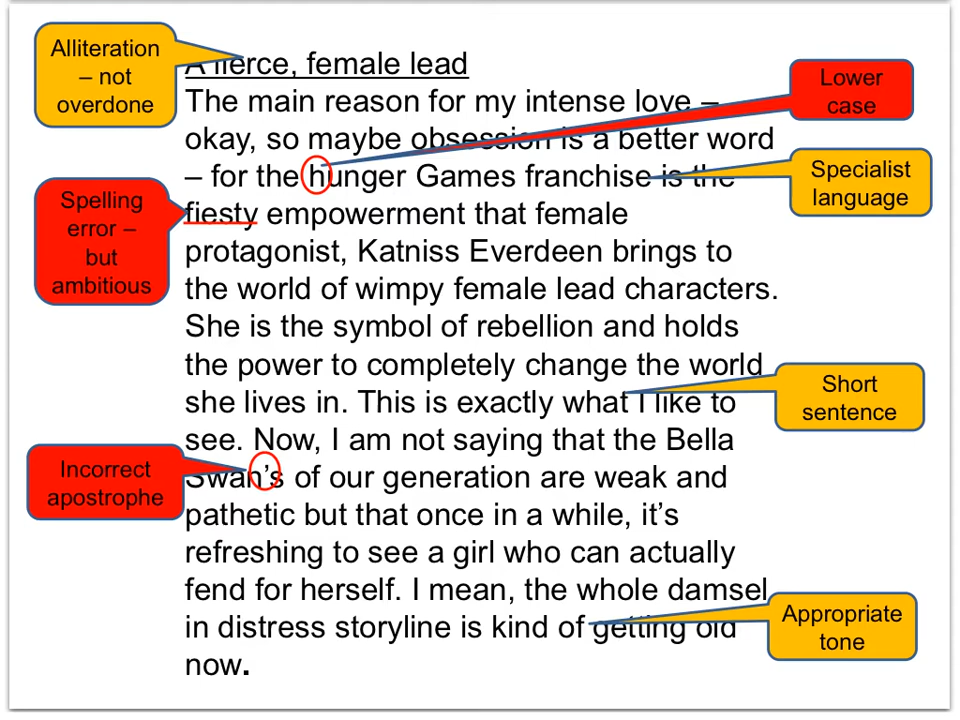 Alliteration
– not
overdone
A fierce, female lead
The main reason for my intense love –
okay, so maybe obsession is a better word
– for the hunger Games franchise is the
fiesty empowerment that female
protagonist, Katniss Everdeen brings to
the world of wimpy female lead characters.
She is the symbol of rebellion and holds
the power to completely change the world
she lives in. This is exactly what I like to
see. Now, I am not saying that the Bella
Swan’s of our generation are weak and
pathetic but that once in a while, it’s
refreshing to see a girl who can actually
fend for herself. I mean, the whole damsel
in distress storyline is kind of getting old
now.
Lower
case
Specialist
language
Spelling
error –
but
ambitious
Short
sentence
Incorrect
apostrophe
Appropriate
tone